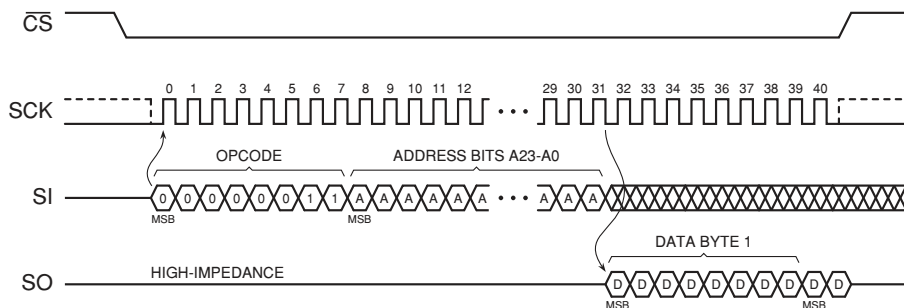 CS
0 1 2 3 4 5 6 7 8 9 10 11 12 29 30 31 32 33 34 35 36 37 38 39 40
SCK
OPCODE ADDRESS BITS A23-A0
SI 0 0 0 0 0 0 1 1 A A A A A A A A A
MSB MSB
DATA BYTE 1
HIGH-IMPEDANCE
SO D D D D D D D D D D
MSB MSB